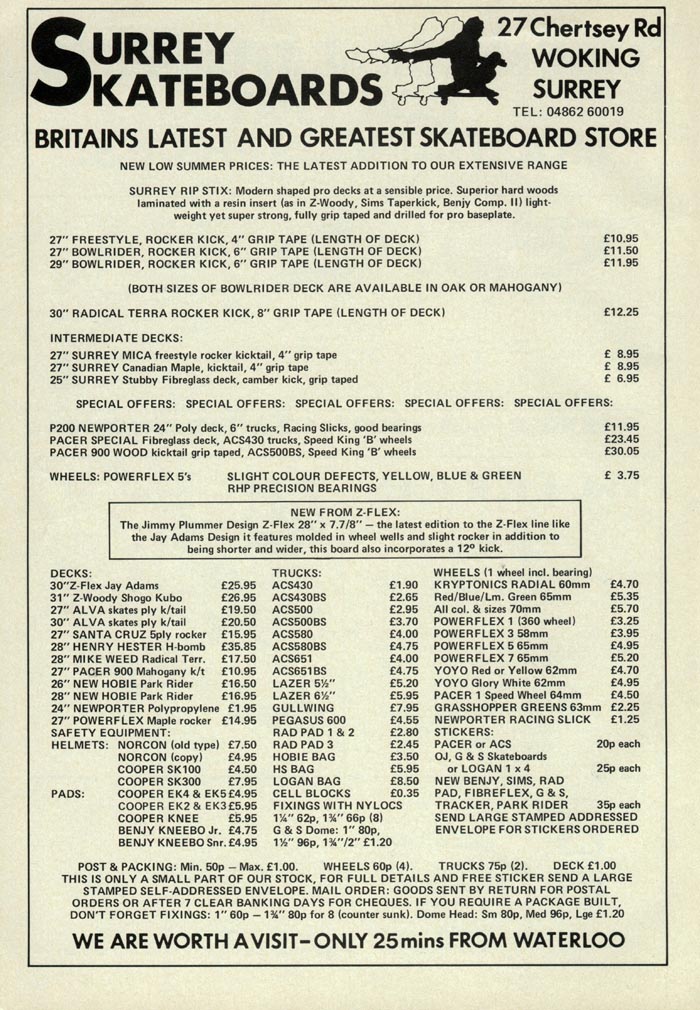 SURREY
SKATEBOARDS
27 Chertsey Rd
WOKING
SURREY
TEL: 04862 60019
BRITAINS LATEST AND GREATEST SKATEBOARD STORE
NEW LOW SUMMER PRICES: THE LATEST ADDITION TO OUR EXTENSIVE RANGE
SURREY RIP STIX: Modern shaped pro decks at a sensible price. Superior hard woods
laminated with a resin insert (as in Z-Woody, Sims Taperkick, Benjy Comp. II) light-
weight yet super strong, fully grip taped and drilled for pro baseplate.
27" FREESTYLE, ROCKER KICK, 4" GRIP TAPE (LENGTH OF DECK) £10.95
27" BOWLRIDER, ROCKER KICK, 6" GRIP TAPE (LENGTH OF DECK) £11.50
29" BOWLRIDER, ROCKER KICK, 6" GRIP TAPE (LENGTH OF DECK) £11.95
(BOTH SIZES OF BOWLRIDER DECK ARE AVAILABLE IN OAK OR MAHOGANY)
30" RADICAL TERRA ROCKER KICK, 8" GRIP TAPE (LENGTH OF DECK) £12.25
INTERMEDIATE DECKS:
27" SURREY MICA freestyle rocker kicktail, 4" grip tape £ 8.95
27" SURREY Canadian Maple, kicktail, 4" grip tape £ 8.95
25" SURREY Stubby Fibreglass deck, camber kick, grip taped £ 6.95
SPECIAL OFFERS: SPECIAL OFFERS: SPECIAL OFFERS: SPECIAL OFFERS: SPECIAL OFFERS:
P200 NEWPORTER 24" Poly deck, 6" trucks, Racing Slicks, good bearings £11.95
PACER SPECIAL Fibreglass deck, ACS430 trucks, Speed King 'B' wheels £23.45
PACER 900 WOOD kicktail grip taped, ACS500BS, Speed King 'B' wheels £30.05
WHEELS: POWERFLEX 5's SLIGHT COLOUR DEFECTS, YELLOW, BLUE & GREEN £ 3.75
RHP PRECISION BEARINGS
NEW FROM Z-FLEX:
The Jimmy Plummer Design Z-Flex 28" x 7.7/8" — the latest edition to the Z-Flex line like
the Jay Adams Design it features molded in wheel wells and slight rocker in addition to
being shorter and wider, this board also incorporates a 12º kick.
DECKS:
30"Z-Flex Jay Adams £25.95
31" Z-Woody Shogo Kubo £26.95
27" ALVA skates ply k/tail £19.50
30" ALVA skates ply k/tail £20.50
27" SANTA CRUZ 5ply rocker £15.95
28" HENRY HESTER H-bomb £35.85
28" MIKE WEED Radical Terr. £17.50
27" PACER 900 Mahogany k/t £10.95
26" NEW HOBIE Park Rider £16.50
28" NEW HOBIE Park Rider £16.95
24" NEWPORTER Polypropylene £1.95
27" POWERFLEX Maple rocker £14.95
SAFETY EQUIPMENT:
HELMETS: NORCON (old type) £7.50
NORCON (copy) £4.95
COOPER SK100 £4.50
COOPER SK300 £7.95
PADS: COOPER EK4 & EK5 £4.95
COOPER EK2 & EK3 £5.95
COOPER KNEE £5.95
BENJY KNEEBO Jr. £4.75
BENJY KNEEBO Snr. £4.95
TRUCKS:
ACS430 £1.90
ACS430BS £2.65
ACS500 £2.95
ACS500BS £3.70
ACS580 £4.00
ACS580BS £4.75
ACS651 £4.00
ACS651BS £4.75
LAZER 5½" £5.20
LAZER 6½" £5.95
GULLWING £7.95
PEGASUS 600 £4.55
RAD PAD 1 & 2 £2.80
RAD PAD 3 £2.45
HOBIE BAG £3.50
HS BAG £5.95
LOGAN BAG £8.50
CELL BLOCKS £0.35
FIXINGS WITH NYLOCS
1¼" 62p, 1¾" 66p (8)
G & S Dome: 1" 80p,
1½" 96p, 1¾"/2" £1.20
WHEELS (1 wheel incl. bearing)
KRYPTONICS RADIAL 60mm £4.70
Red/Blue/Lm. Green 65mm £5.35
All col. & sizes 70mm £5.70
POWERFLEX 1 (360 wheel) £3.25
POWERFLEX 3 58mm £3.95
POWERFLEX 5 65mm £4.95
POWERFLEX 7 65mm £5.20
YOYO Red or Yellow 62mm £4.70
YOYO Glory White 62mm £4.95
PACER 1 Speed Wheel 64mm £4.50
GRASSHOPPER GREENS 63mm £2.25
NEWPORTER RACING SLICK £1.25
STICKERS:
PACER or ACS 20p each
OJ, G & S Skateboards
or LOGAN 1 x 4 25p each
NEW BENJY, SIMS, RAD
PAD, FIBREFLEX, G & S,
TRACKER, PARK RIDER 35p each
SEND LARGE STAMPED ADDRESSED
ENVELOPE FOR STICKERS ORDERED
POST & PACKING: Min. 50p — Max. £1.00. WHEELS 60p (4). TRUCKS 75p (2). DECK £1.00
THIS IS ONLY A SMALL PART OF OUR STOCK, FOR FULL DETAILS AND FREE STICKER SEND A LARGE
STAMPED SELF-ADDRESSED ENVELOPE. MAIL ORDER: GOODS SENT BY RETURN FOR POSTAL
ORDERS OR AFTER 7 CLEAR BANKING DAYS FOR CHEQUES. IF YOU REQUIRE A PACKAGE BUILT,
DON'T FORGET FIXINGS: 1" 60p — 1¾" 80p for 8 (counter sunk). Dome Head: Sm 80p, Med 96p, Lge £1.20
WE ARE WORTH A VISIT–ONLY 25mins FROM WATERLOO